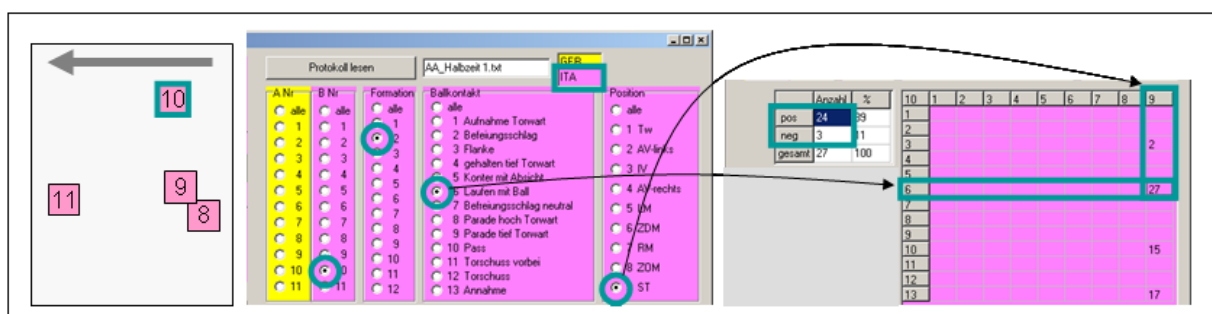 10
9
8
11
Protokoll lesen
AA_Halbzeit 1.txt
GER
ITA
A Nr
alle
1
2
3
4
5
6
7
8
9
10
11
B Nr
alle
1
2
3
4
5
6
7
8
9
10
11
Formation
alle
1
2
3
4
5
6
7
8
9
10
11
12
Ballkontakt
alle
1 Aufnahme Torwart
2 Befeiungsschlag
3 Flanke
4 gehalten tief Torwart
5 Konter mit Absicht
6 Laufen mit Ball
7 Befreiungsschlag neutral
8 Parade hoch Torwart
9 Parade tief Torwart
10 Pass
11 Torschuss vorbei
12 Torschuss
13 Annahme
Position
alle
1 Tw
2 AV-links
3 IV
4 AV-rechts
5 LM
6 ZDM
7 RM
8 ZOM
ST
Anzahl %
pos 24 89
neg 3 11
gesamt 27 100
10 1 2 3 4 5 6 7 8 9
1
2
3 2
4
5
6 27
7
8
9
10 15
11
12
13 17